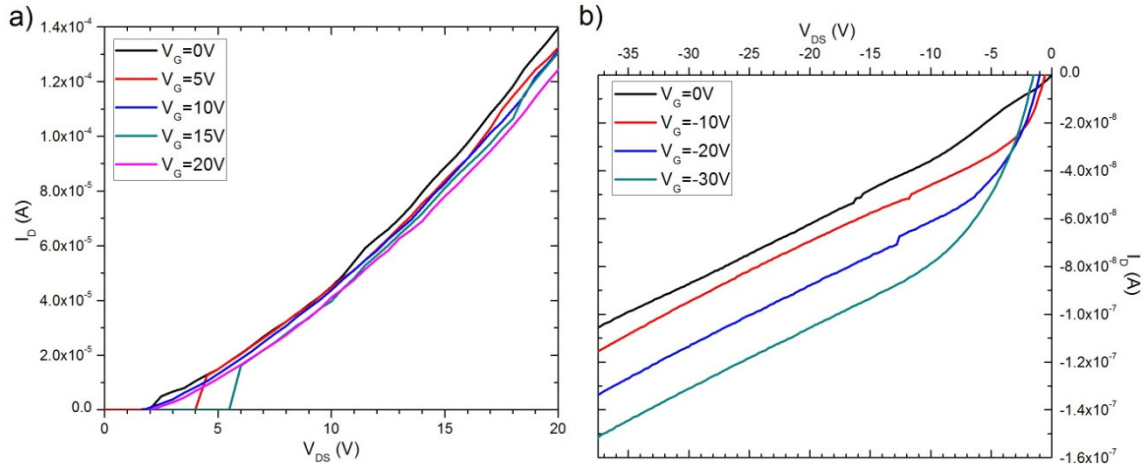 a)
1.4x10⁻⁴
1.2x10⁻⁴
1.0x10⁻⁴
8.0x10⁻⁵
6.0x10⁻⁵
4.0x10⁻⁵
2.0x10⁻⁵
0.0
I_D (A)
V_G=0V
V_G=5V
V_G=10V
V_G=15V
V_G=20V
0 5 10 15 20
V_DS (V)
b)
V_DS (V)
-35 -30 -25 -20 -15 -10 -5 0
V_G=0V
V_G=-10V
V_G=-20V
V_G=-30V
0.0
-2.0x10⁻⁸
-4.0x10⁻⁸
-6.0x10⁻⁸
-8.0x10⁻⁸
-1.0x10⁻⁷
-1.2x10⁻⁷
-1.4x10⁻⁷
-1.6x10⁻⁷
I_D (A)